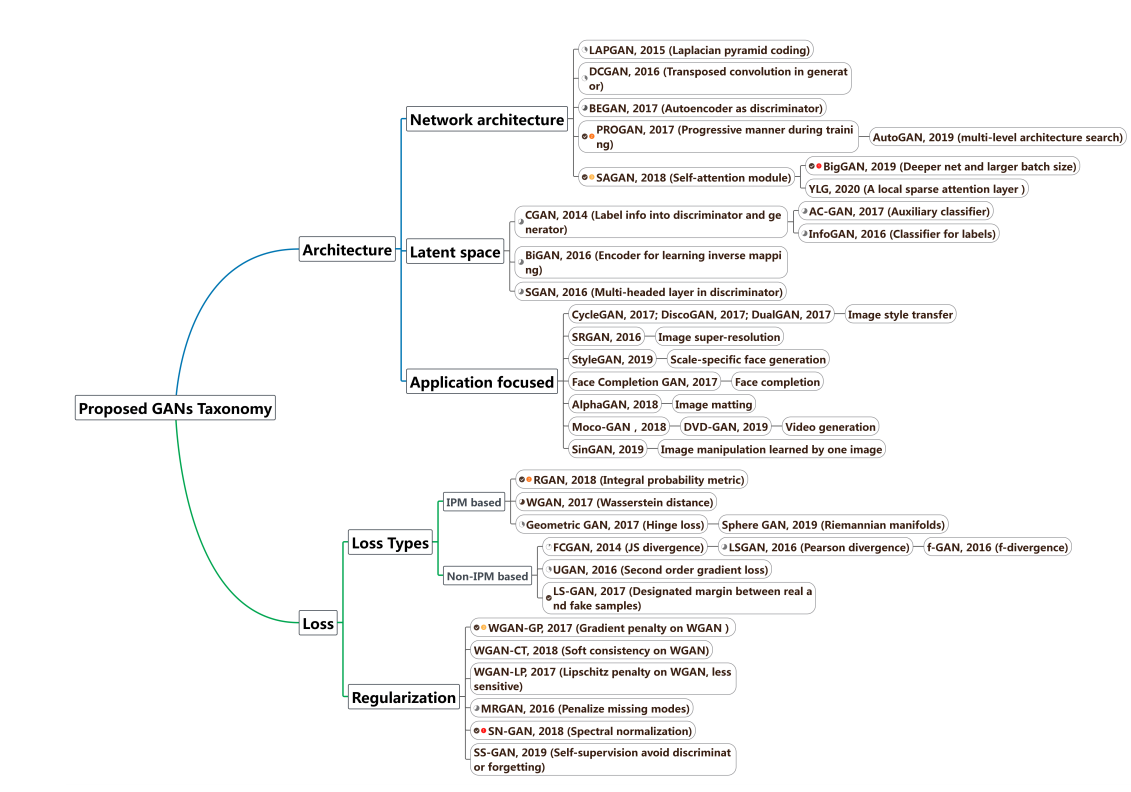 Proposed GANs Taxonomy
Architecture
Network architecture
LAPGAN, 2015 (Laplacian pyramid coding)
DCGAN, 2016 (Transposed convolution in generat
or)
BEGAN, 2017 (Autoencoder as discriminator)
PROGAN, 2017 (Progressive manner during traini
ng)
AutoGAN, 2019 (multi-level architecture search)
SAGAN, 2018 (Self-attention module)
BigGAN, 2019 (Deeper net and larger batch size)
YLG, 2020 (A local sparse attention layer )
Latent space
CGAN, 2014 (Label info into discriminator and ge
nerator)
AC-GAN, 2017 (Auxiliary classifier)
InfoGAN, 2016 (Classifier for labels)
BiGAN, 2016 (Encoder for learning inverse mappi
ng)
SGAN, 2016 (Multi-headed layer in discriminator)
Application focused
CycleGAN, 2017; DiscoGAN, 2017; DualGAN, 2017
Image style transfer
SRGAN, 2016
Image super-resolution
StyleGAN, 2019
Scale-specific face generation
Face Completion GAN, 2017
Face completion
AlphaGAN, 2018
Image matting
Moco-GAN , 2018
DVD-GAN, 2019
Video generation
SinGAN, 2019
Image manipulation learned by one image
Loss
Loss Types
IPM based
RGAN, 2018 (Integral probability metric)
WGAN, 2017 (Wasserstein distance)
Geometric GAN, 2017 (Hinge loss)
Sphere GAN, 2019 (Riemannian manifolds)
Non-IPM based
FCGAN, 2014 (JS divergence)
LSGAN, 2016 (Pearson divergence)
f-GAN, 2016 (f-divergence)
UGAN, 2016 (Second order gradient loss)
LS-GAN, 2017 (Designated margin between real a
nd fake samples)
Regularization
WGAN-GP, 2017 (Gradient penalty on WGAN )
WGAN-CT, 2018 (Soft consistency on WGAN)
WGAN-LP, 2017 (Lipschitz penalty on WGAN, less
sensitive)
MRGAN, 2016 (Penalize missing modes)
SN-GAN, 2018 (Spectral normalization)
SS-GAN, 2019 (Self-supervision avoid discriminat
or forgetting)